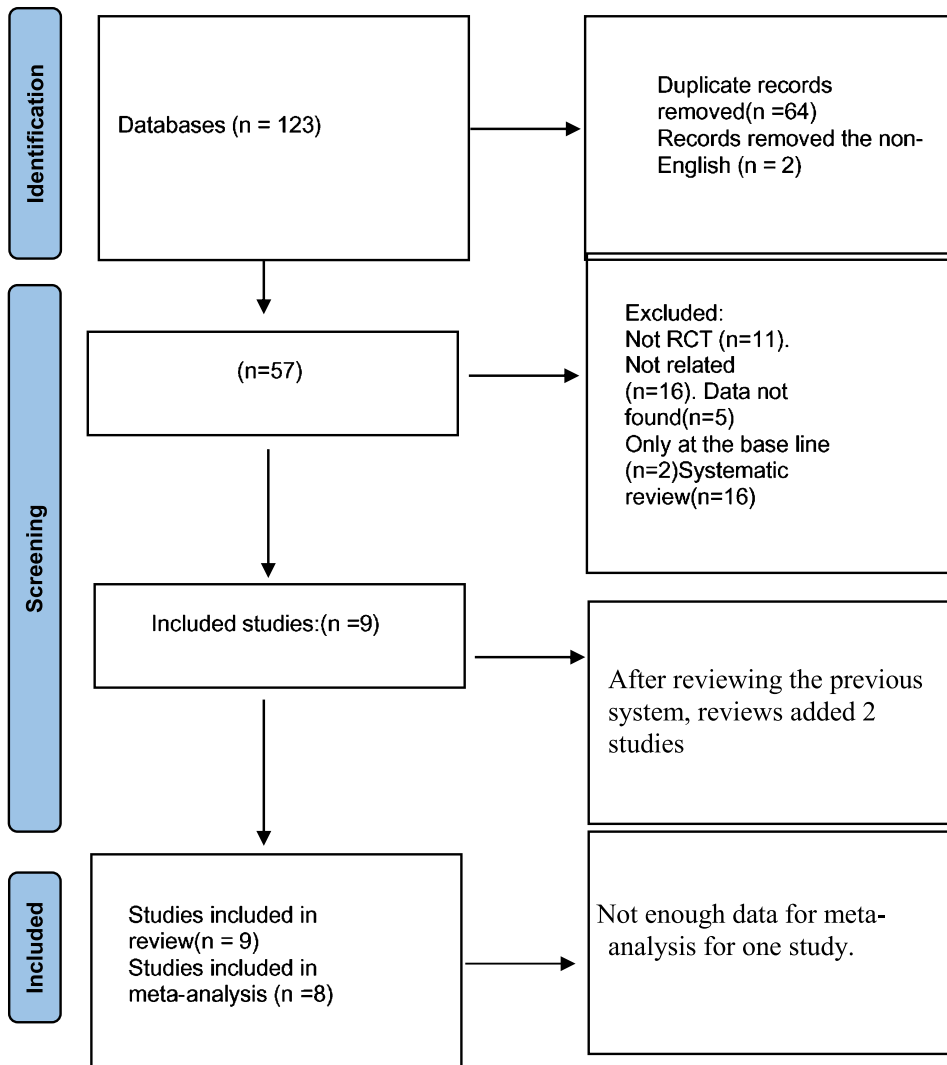 Identification
Databases (n = 123)
Duplicate records
removed(n =64)
Records removed the non-
English (n = 2)
Screening
(n=57)
Excluded:
Not RCT (n=11).
Not related
(n=16). Data not
found(n=5)
Only at the base line
(n=2)Systematic
review(n=16)
Included studies:(n =9)
After reviewing the previous
system, reviews added 2
studies
Included
Studies included in
review(n = 9)
Studies included in
meta-analysis (n =8)
Not enough data for meta-
analysis for one study.